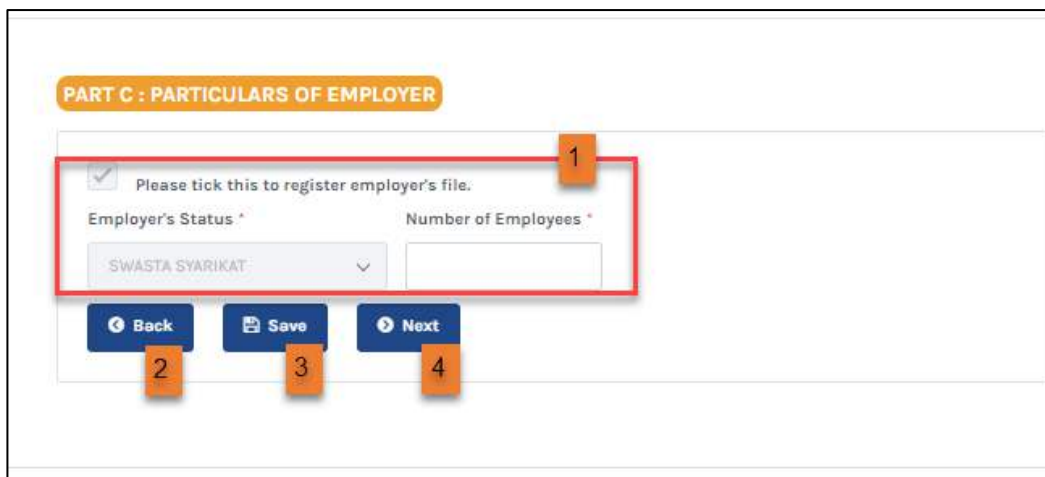 PART C : PARTICULARS OF EMPLOYER
1
Please tick this to register employer's file.
Employer's Status * Number of Employees *
SWASTA SYARIKAT
Back Save Next
2 3 4